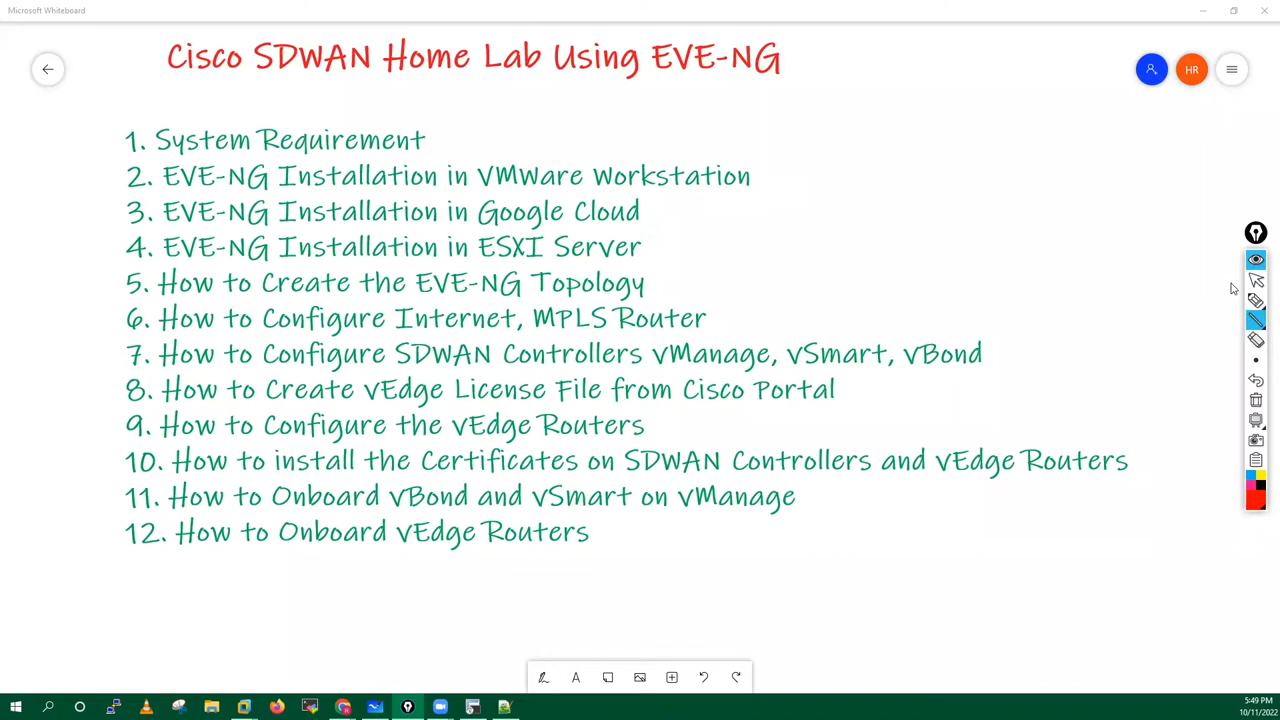 Microsoft Whiteboard
Cisco SDWAN Home Lab Using EVE-NG
HR
1. System Requirement
2. EVE-NG Installation in VMWare Workstation
3. EVE-NG Installation in Google Cloud
4. EVE-NG Installation in ESXI Server
5. How to Create the EVE-NG Topology
6. How to Configure Internet, MPLS Router
7. How to Configure SDWAN Controllers vManage, vSmart, vBond
8. How to Create vEdge License File from Cisco Portal
9. How to Configure the vEdge Routers
10. How to install the Certificates on SDWAN Controllers and vEdge Routers
11. How to Onboard vBond and vSmart on vManage
12. How to Onboard vEdge Routers
A
5:49 PM
10/11/2022